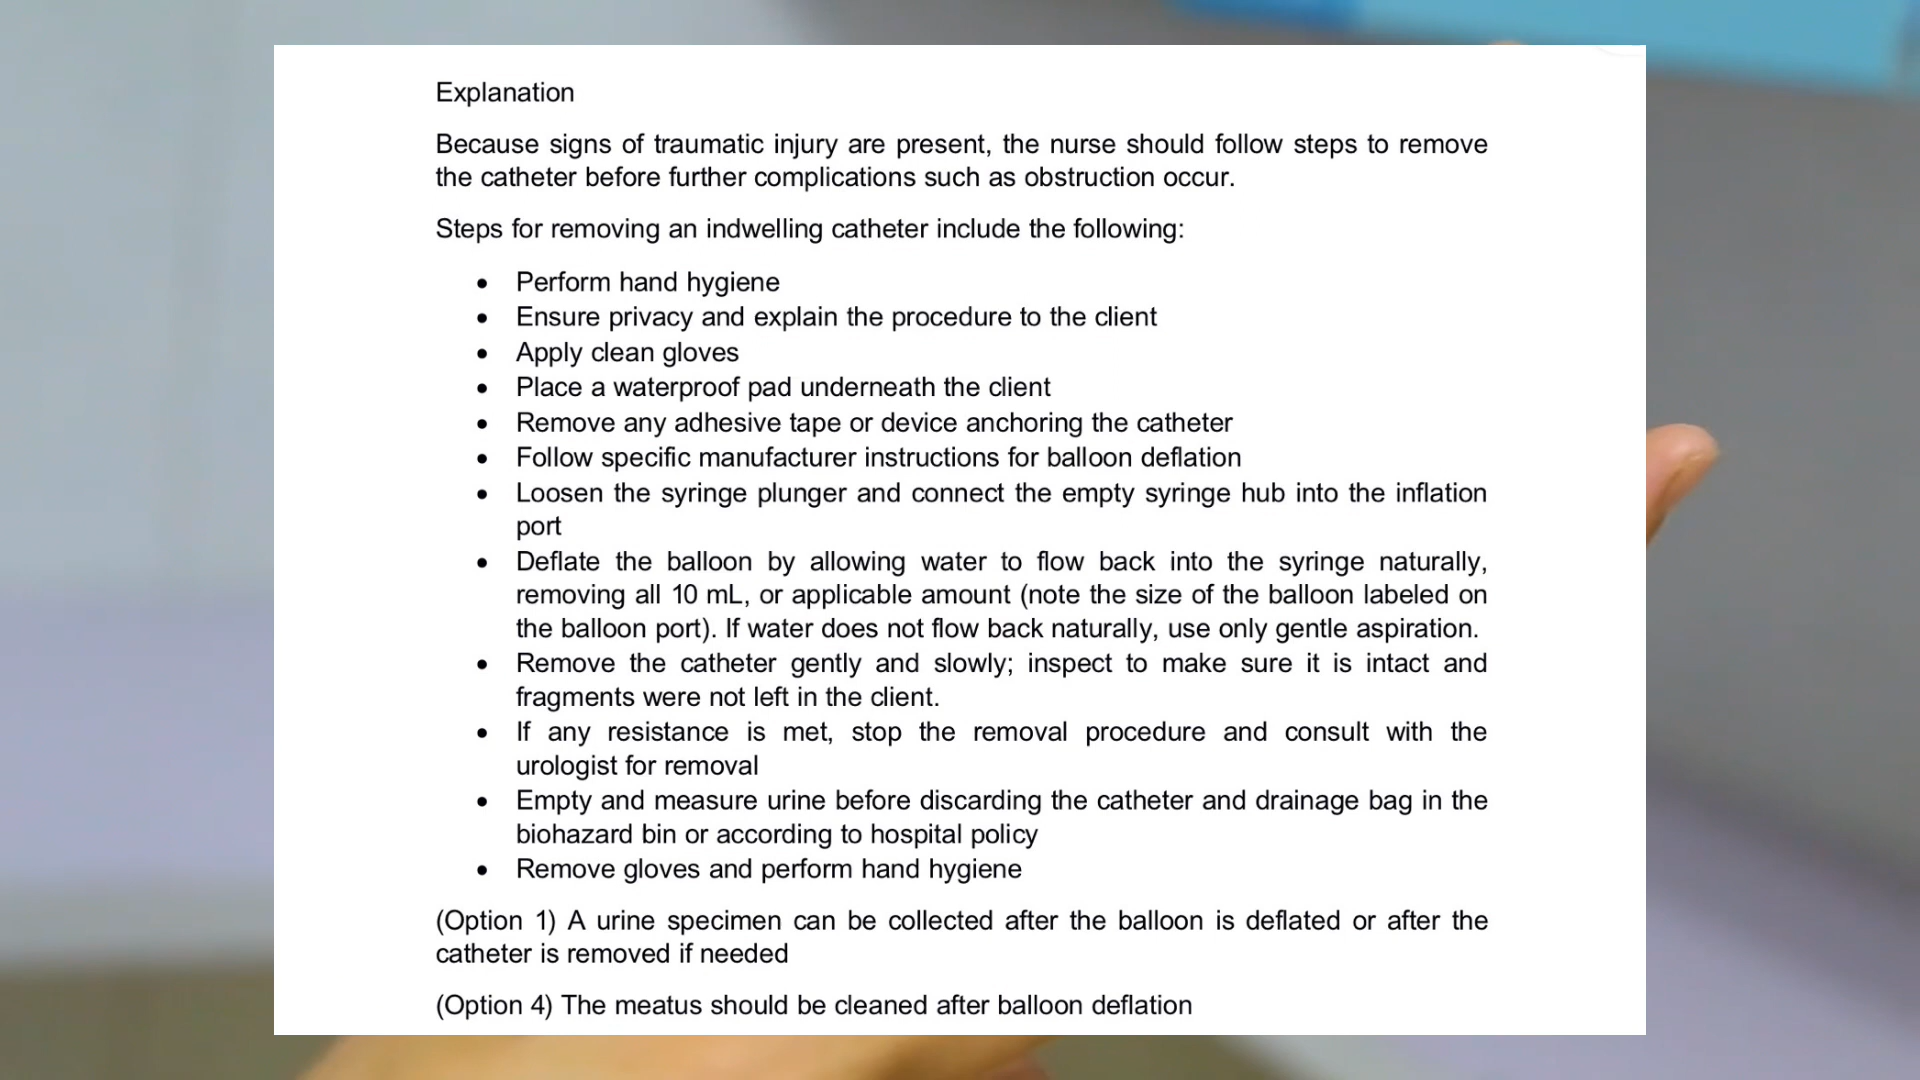 Explanation
Because signs of traumatic injury are present, the nurse should follow steps to remove
the catheter before further complications such as obstruction occur.
Steps for removing an indwelling catheter include the following:
• Perform hand hygiene
• Ensure privacy and explain the procedure to the client
• Apply clean gloves
• Place a waterproof pad underneath the client
• Remove any adhesive tape or device anchoring the catheter
• Follow specific manufacturer instructions for balloon deflation
• Loosen the syringe plunger and connect the empty syringe hub into the inflation
port
• Deflate the balloon by allowing water to flow back into the syringe naturally,
removing all 10 mL, or applicable amount (note the size of the balloon labeled on
the balloon port). If water does not flow back naturally, use only gentle aspiration.
• Remove the catheter gently and slowly; inspect to make sure it is intact and
fragments were not left in the client.
• If any resistance is met, stop the removal procedure and consult with the
urologist for removal
• Empty and measure urine before discarding the catheter and drainage bag in the
biohazard bin or according to hospital policy
• Remove gloves and perform hand hygiene
(Option 1) A urine specimen can be collected after the balloon is deflated or after the
catheter is removed if needed
(Option 4) The meatus should be cleaned after balloon deflation